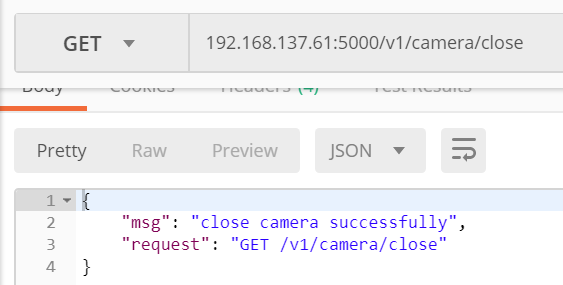 GET 192.168.137.61:5000/v1/camera/close
Body Cookies Headers (4) Test Results
Pretty Raw Preview JSON
1 {
2 "msg": "close camera successfully",
3 "request": "GET /v1/camera/close"
4 }